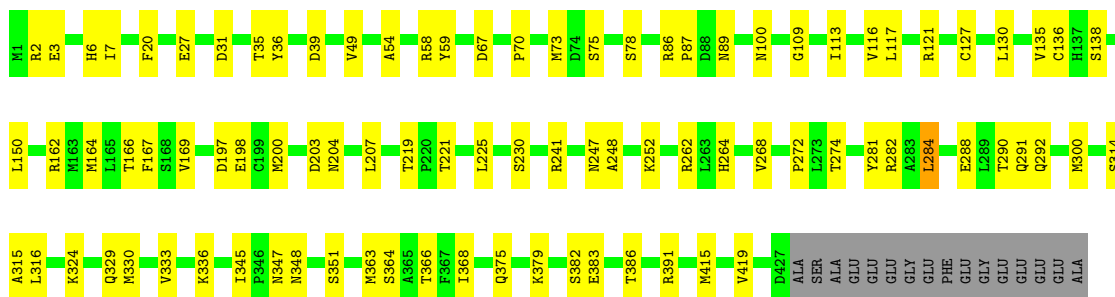 M1 R2 E3 H6 I7 F20 E27 D31 T35 Y36 D39 V49 A54 R58 Y59 D67 P70 M73 D74 S75 S78 R86 P87 D88 N89 N100 G109 I113 V116 L117 R121 C127 L130 V135 C136 H137 S138
L150 R162 M163 M164 L165 T166 F167 S168 V169 D197 E198 C199 M200 D203 N204 L207 T219 P220 T221 L225 S230 R241 N247 A248 K252 R262 L263 H264 V268 P272 L273 T274 Y281 R282 A283 L284 E288 L289 T290 Q291 Q292 M300 S314
A315 L316 K324 Q329 M330 V333 K336 I345 P346 N347 N348 S351 M363 S364 A365 T366 F367 I368 Q375 K379 S382 E383 T386 R391 M415 V419 D427 ALA SER ALA GLU GLU GLU GLY GLU PHE GLU GLY GLU GLU GLU GLU ALA